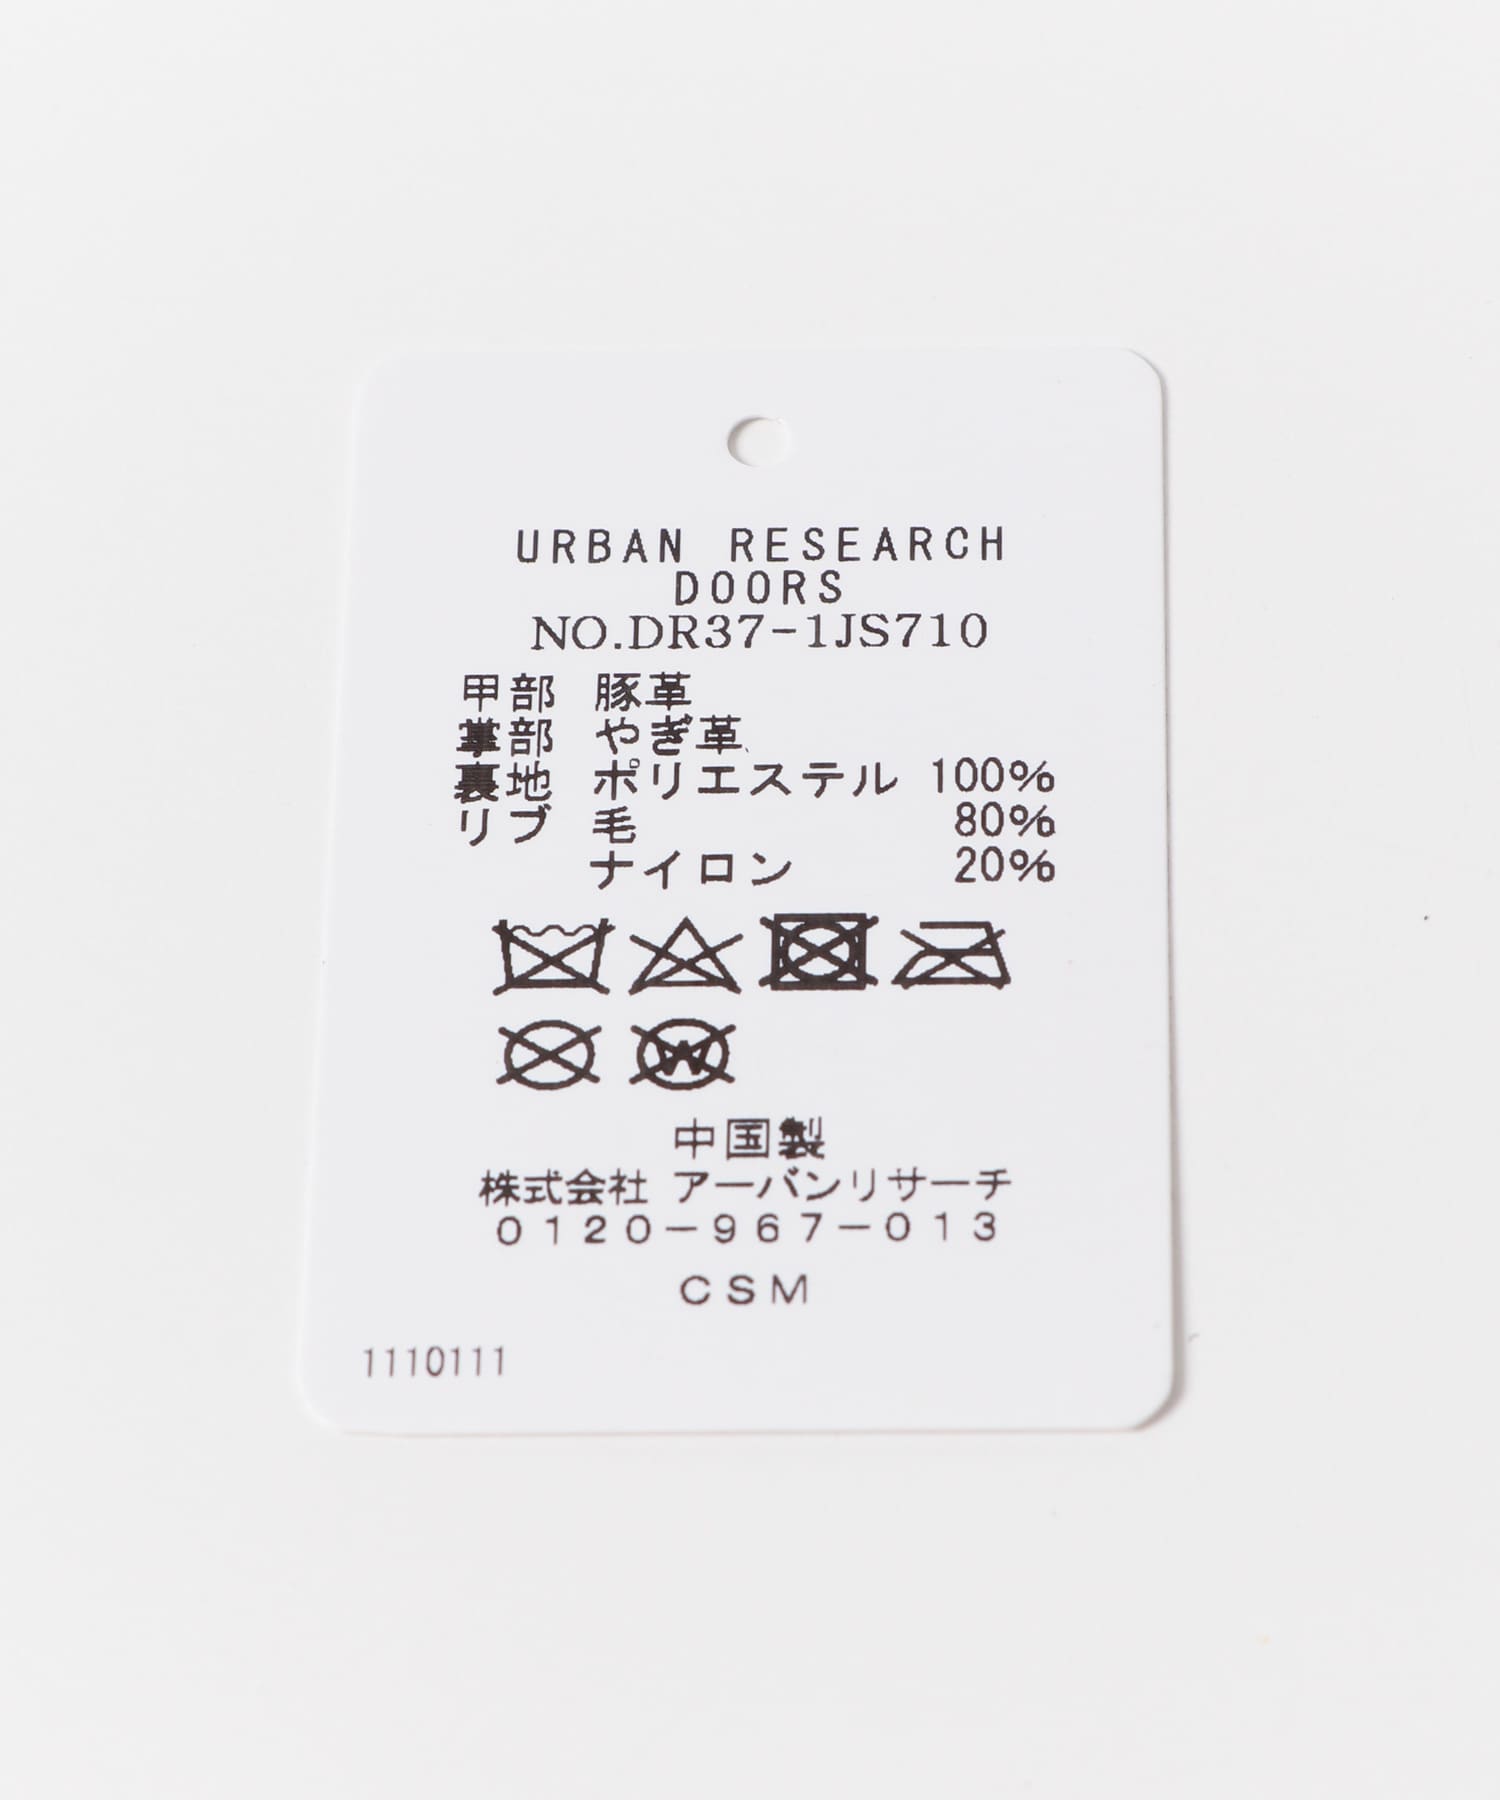 URBAN RESEARCH
DOORS
NO.DR37-1JS710
甲部 豚革
掌部 やぎ革
裏地 ポリエステル 100%
リブ 毛 80%
ナイロン 20%
W
中国製
株式会社 アーバンリサーチ
0120-967-013
CSM
1110111